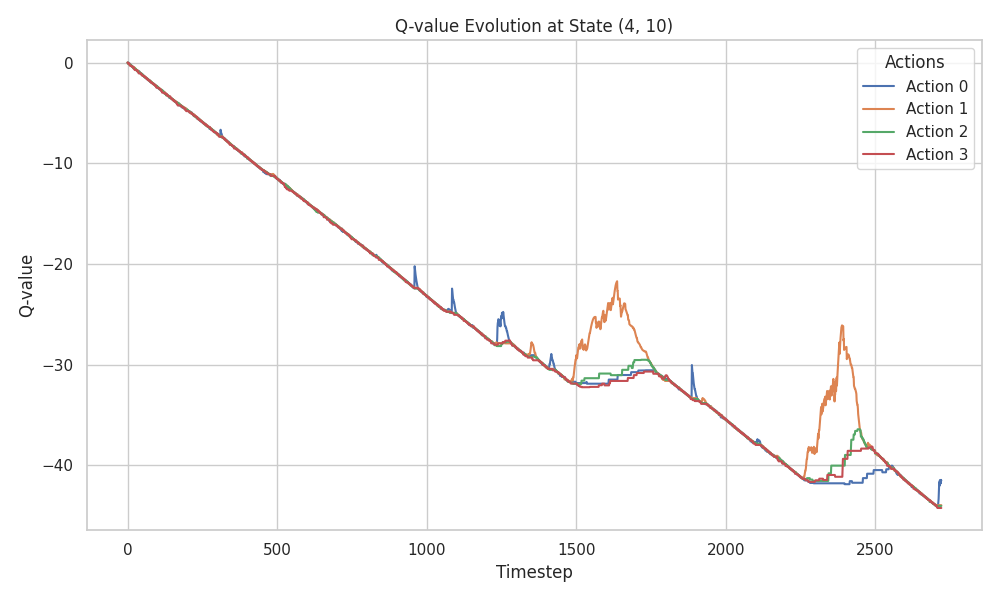 Q-value Evolution at State (4, 10)
Actions
Action 0
Action 1
Action 2
Action 3
Q-value
0
−10
−20
−30
−40
0
500
1000
1500
2000
2500
Timestep